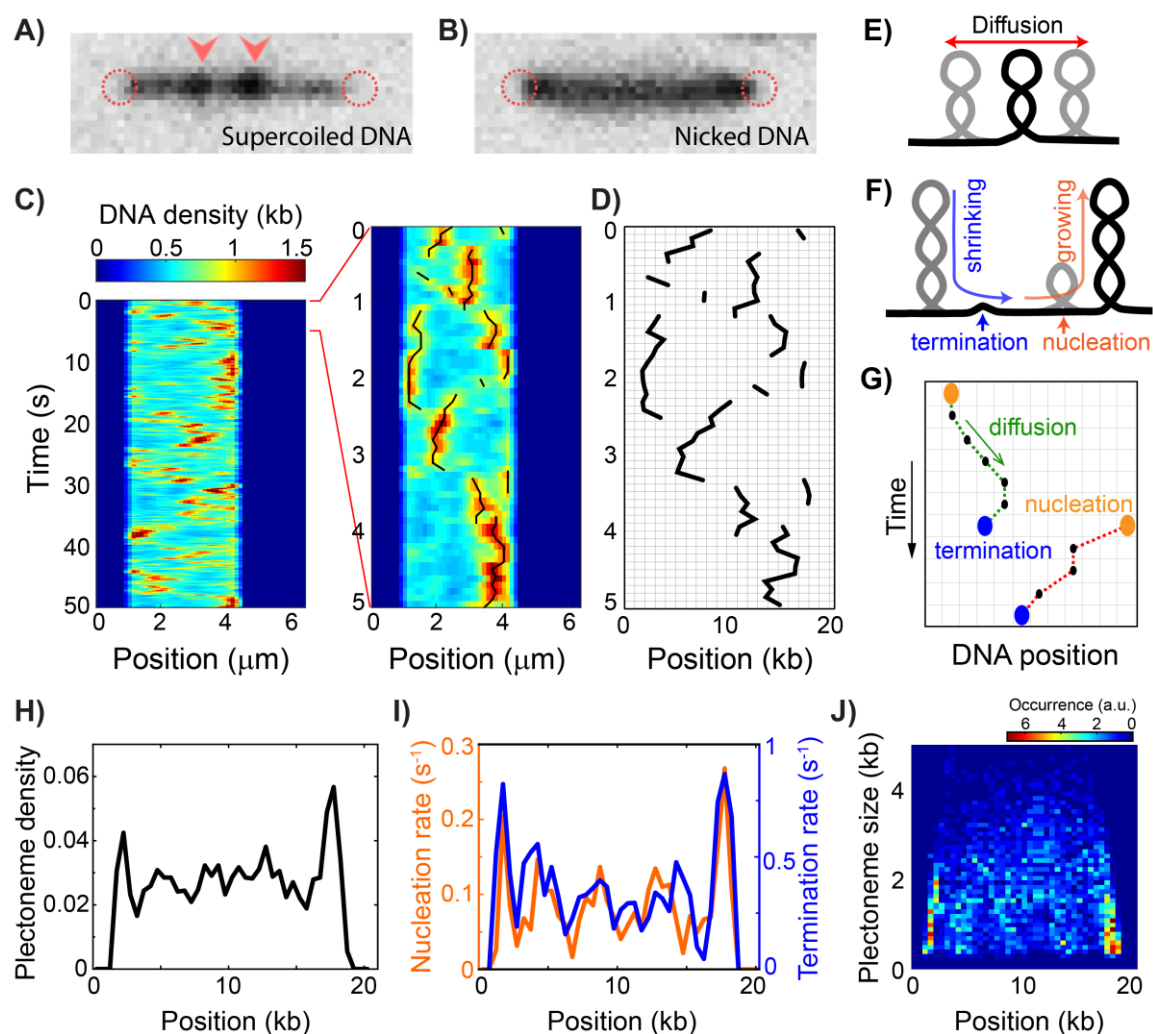 A)
Supercoiled DNA
B)
Nicked DNA
E)
Diffusion
C)
DNA density (kb)
0 0.5 1 1.5
0
10
20
30
40
50
Time (s)
0 2 4 6
Position (μm)
0
1
2
3
4
5
0 2 4 6
Position (μm)
D)
0
1
2
3
4
5
0 10 20
Position (kb)
F)
shrinking
growing
termination
nucleation
G)
Time
diffusion
nucleation
termination
DNA position
H)
Plectoneme density
0.06
0.04
0.02
0
0 10 20
Position (kb)
I)
Nucleation rate (s⁻¹)
0.3
0.2
0.1
0
0 10 20
Position (kb)
1
0.5
0
Termination rate (s⁻¹)
J)
Occurrence (a.u.)
6 4 2 0
Plectoneme size (kb)
4
2
0
0 10 20
Position (kb)